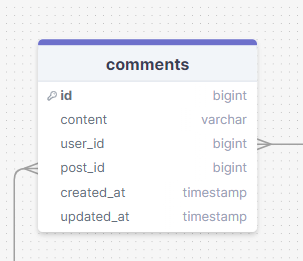 comments
id bigint
content varchar
user_id bigint
post_id bigint
created_at timestamp
updated_at timestamp